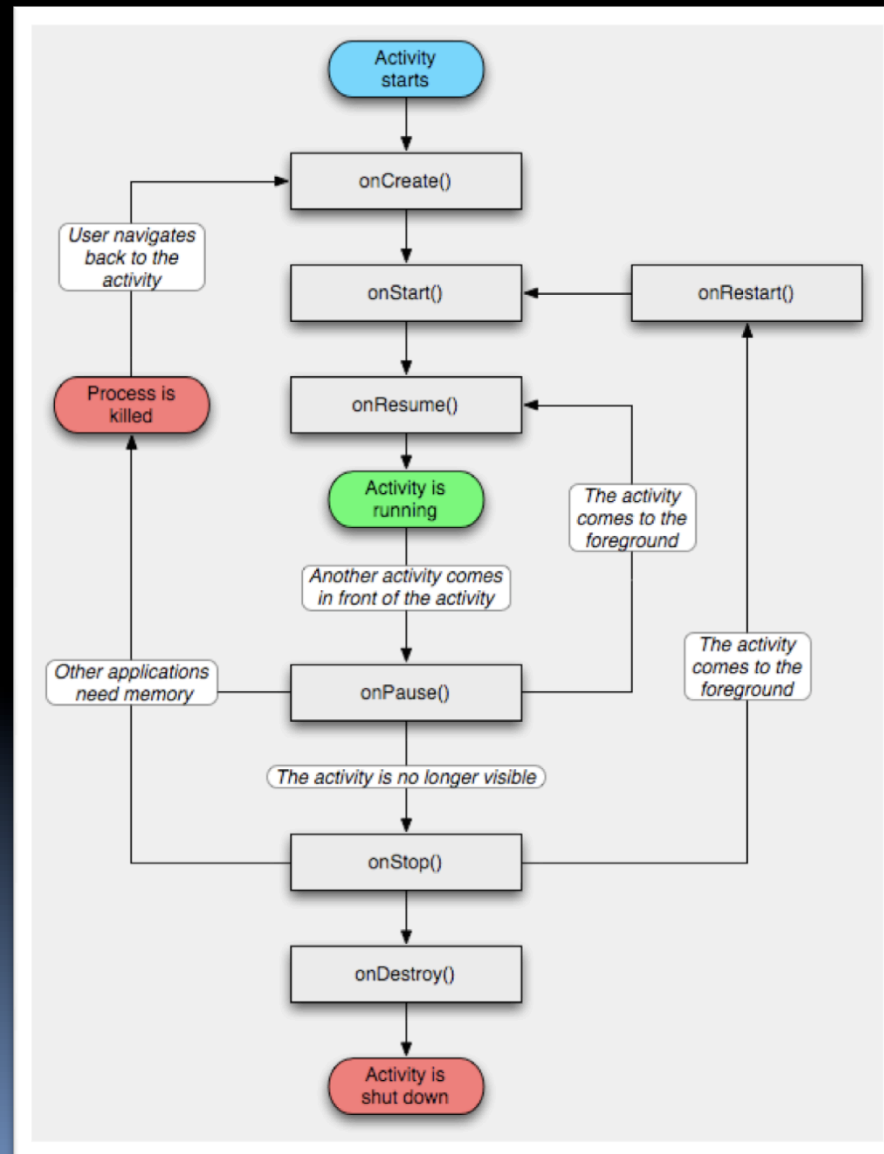 Activity
starts
onCreate()
User navigates
back to the
activity
onStart()
onRestart()
Process is
killed
onResume()
Activity is
running
The activity
comes to the
foreground
Another activity comes
in front of the activity
The activity
comes to the
foreground
Other applications
need memory
onPause()
The activity is no longer visible
onStop()
onDestroy()
Activity is
shut down